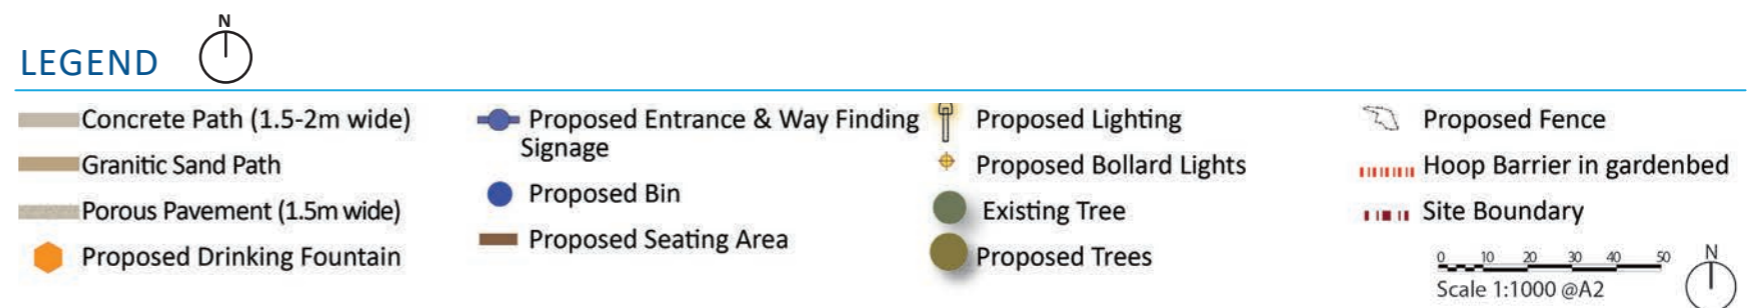 N
LEGEND
Concrete Path (1.5-2m wide)
Granitic Sand Path
Porous Pavement (1.5m wide)
Proposed Drinking Fountain
Proposed Entrance & Way Finding
Signage
Proposed Bin
Proposed Seating Area
Proposed Lighting
Proposed Bollard Lights
Existing Tree
Proposed Trees
Proposed Fence
Hoop Barrier in gardenbed
Site Boundary
0 10 20 30 40 50
Scale 1:1000 @A2
N